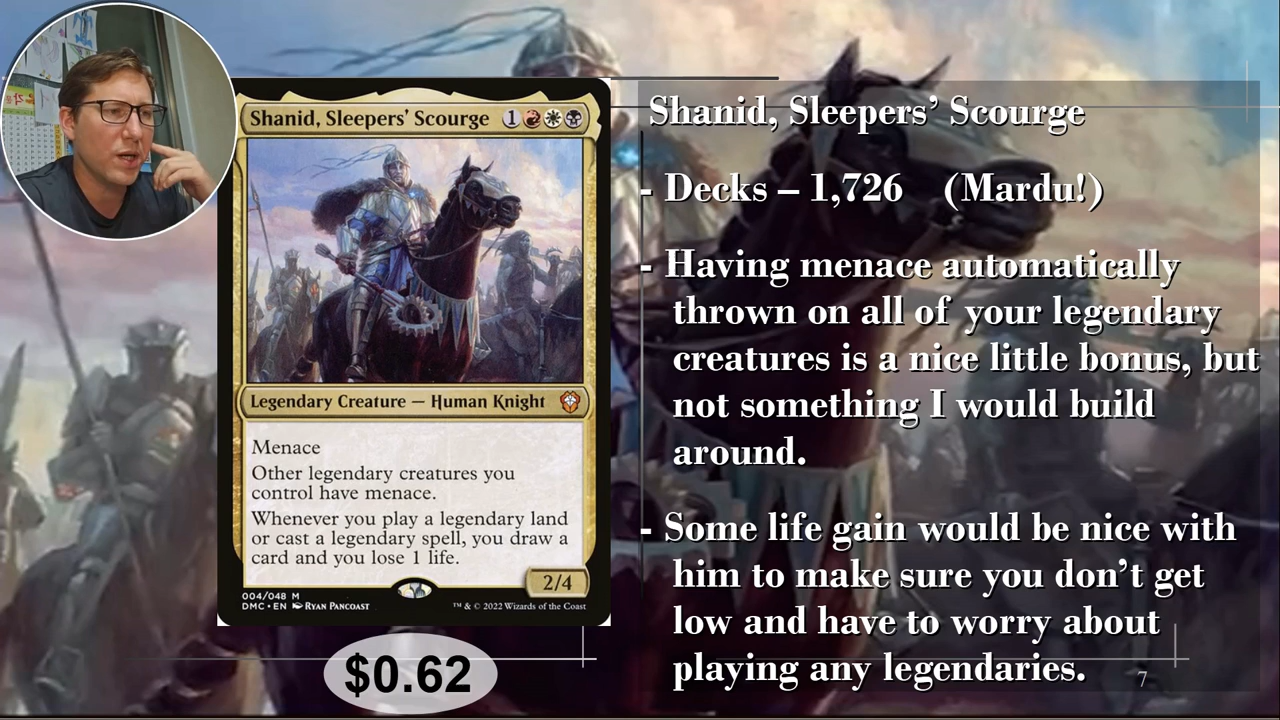 Shanid, Sleepers' Scourge 1
Legendary Creature — Human Knight
Menace
Other legendary creatures you
control have menace.
Whenever you play a legendary land
or cast a legendary spell, you draw a
card and you lose 1 life.
2/4
004/048 M
DMC • EN Ryan Pancoast
™ & © 2022 Wizards of the Coast
$0.62
Shanid, Sleepers’ Scourge
- Decks – 1,726 (Mardu!)
- Having menace automatically
thrown on all of your legendary
creatures is a nice little bonus, but
not something I would build
around.
- Some life gain would be nice with
him to make sure you don’t get
low and have to worry about
playing any legendaries.
7